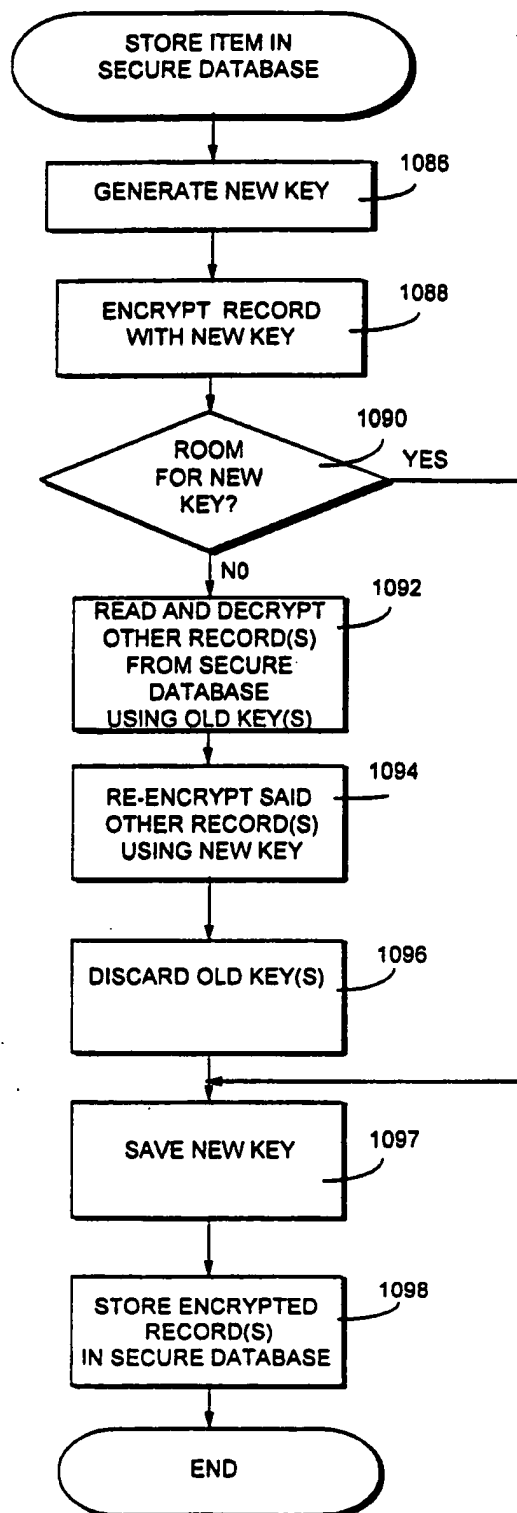 STORE ITEM IN
SECURE DATABASE
1086
GENERATE NEW KEY
1088
ENCRYPT RECORD
WITH NEW KEY
1090
ROOM
FOR NEW
KEY?
YES
NO
1092
READ AND DECRYPT
OTHER RECORD(S)
FROM SECURE
DATABASE
USING OLD KEY(S)
1094
RE-ENCRYPT SAID
OTHER RECORD(S)
USING NEW KEY
1096
DISCARD OLD KEY(S)
SAVE NEW KEY
1097
1098
STORE ENCRYPTED
RECORD(S)
IN SECURE DATABASE
END